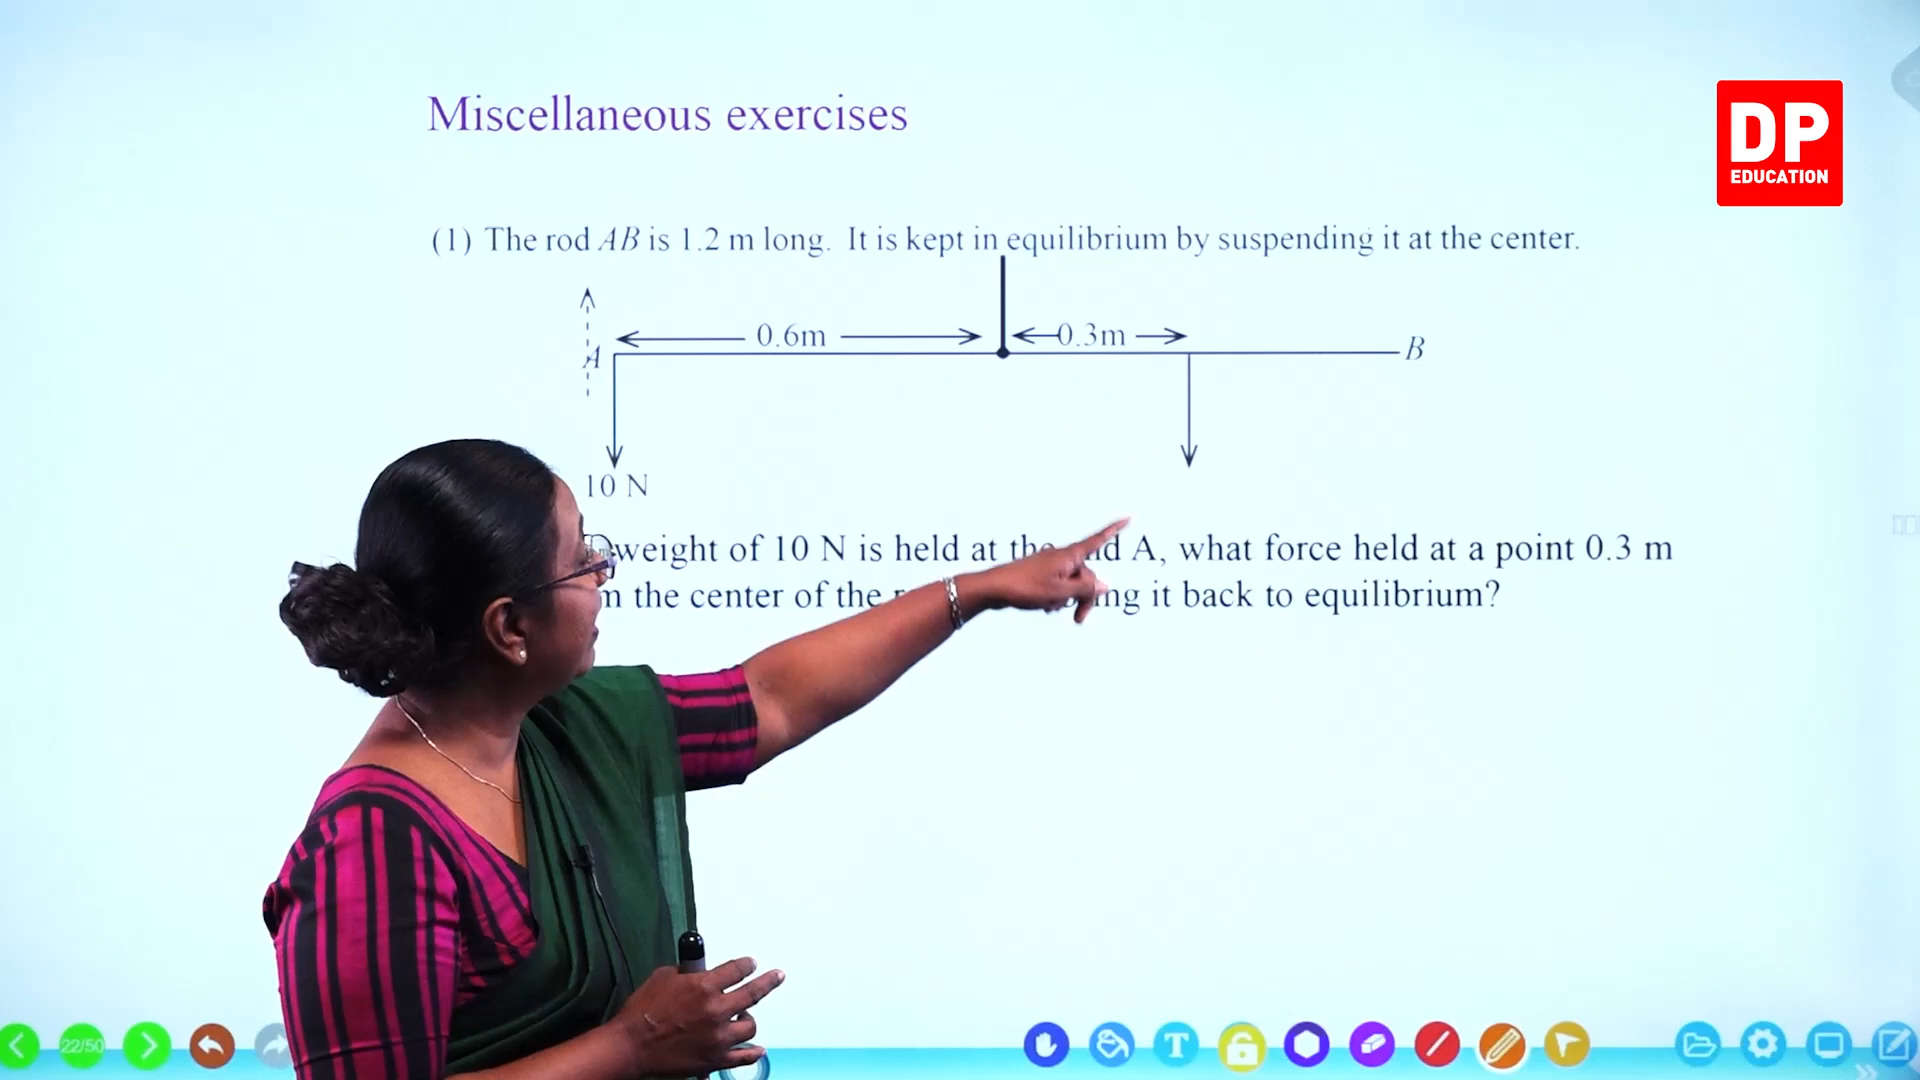 Miscellaneous exercises
DP
EDUCATION
(1) The rod AB is 1.2 m long. It is kept in equilibrium by suspending it at the center.
0.6m
0.3m
A
B
10 N
weight of 10 N is held at the end A, what force held at a point 0.3 m
the center of the it back to equilibrium?
22/50
T